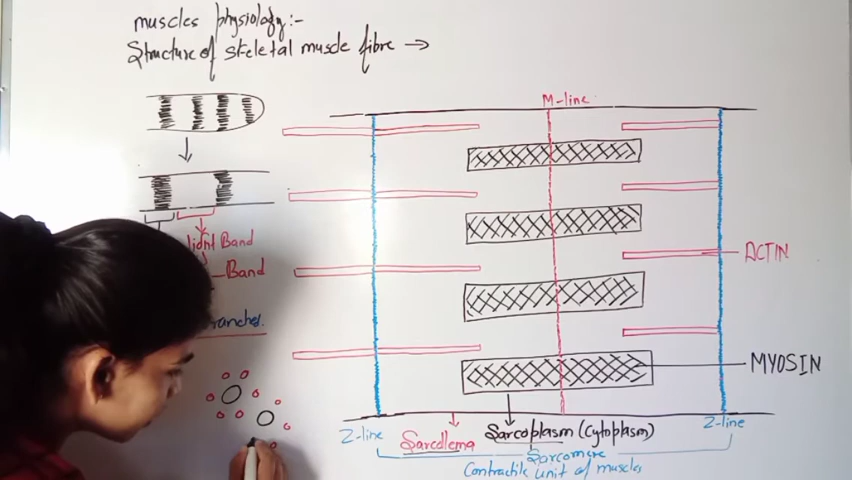 muscles physiology:-
Structure of skeletal muscle fibre →
M-line
Light Band
Band
ranches.
ACTIN
MYOSIN
Z-line
Sarcolema
Sarcoplasm (Cytoplasm)
Z-line
Sarcomere
Contractile unit of muscles